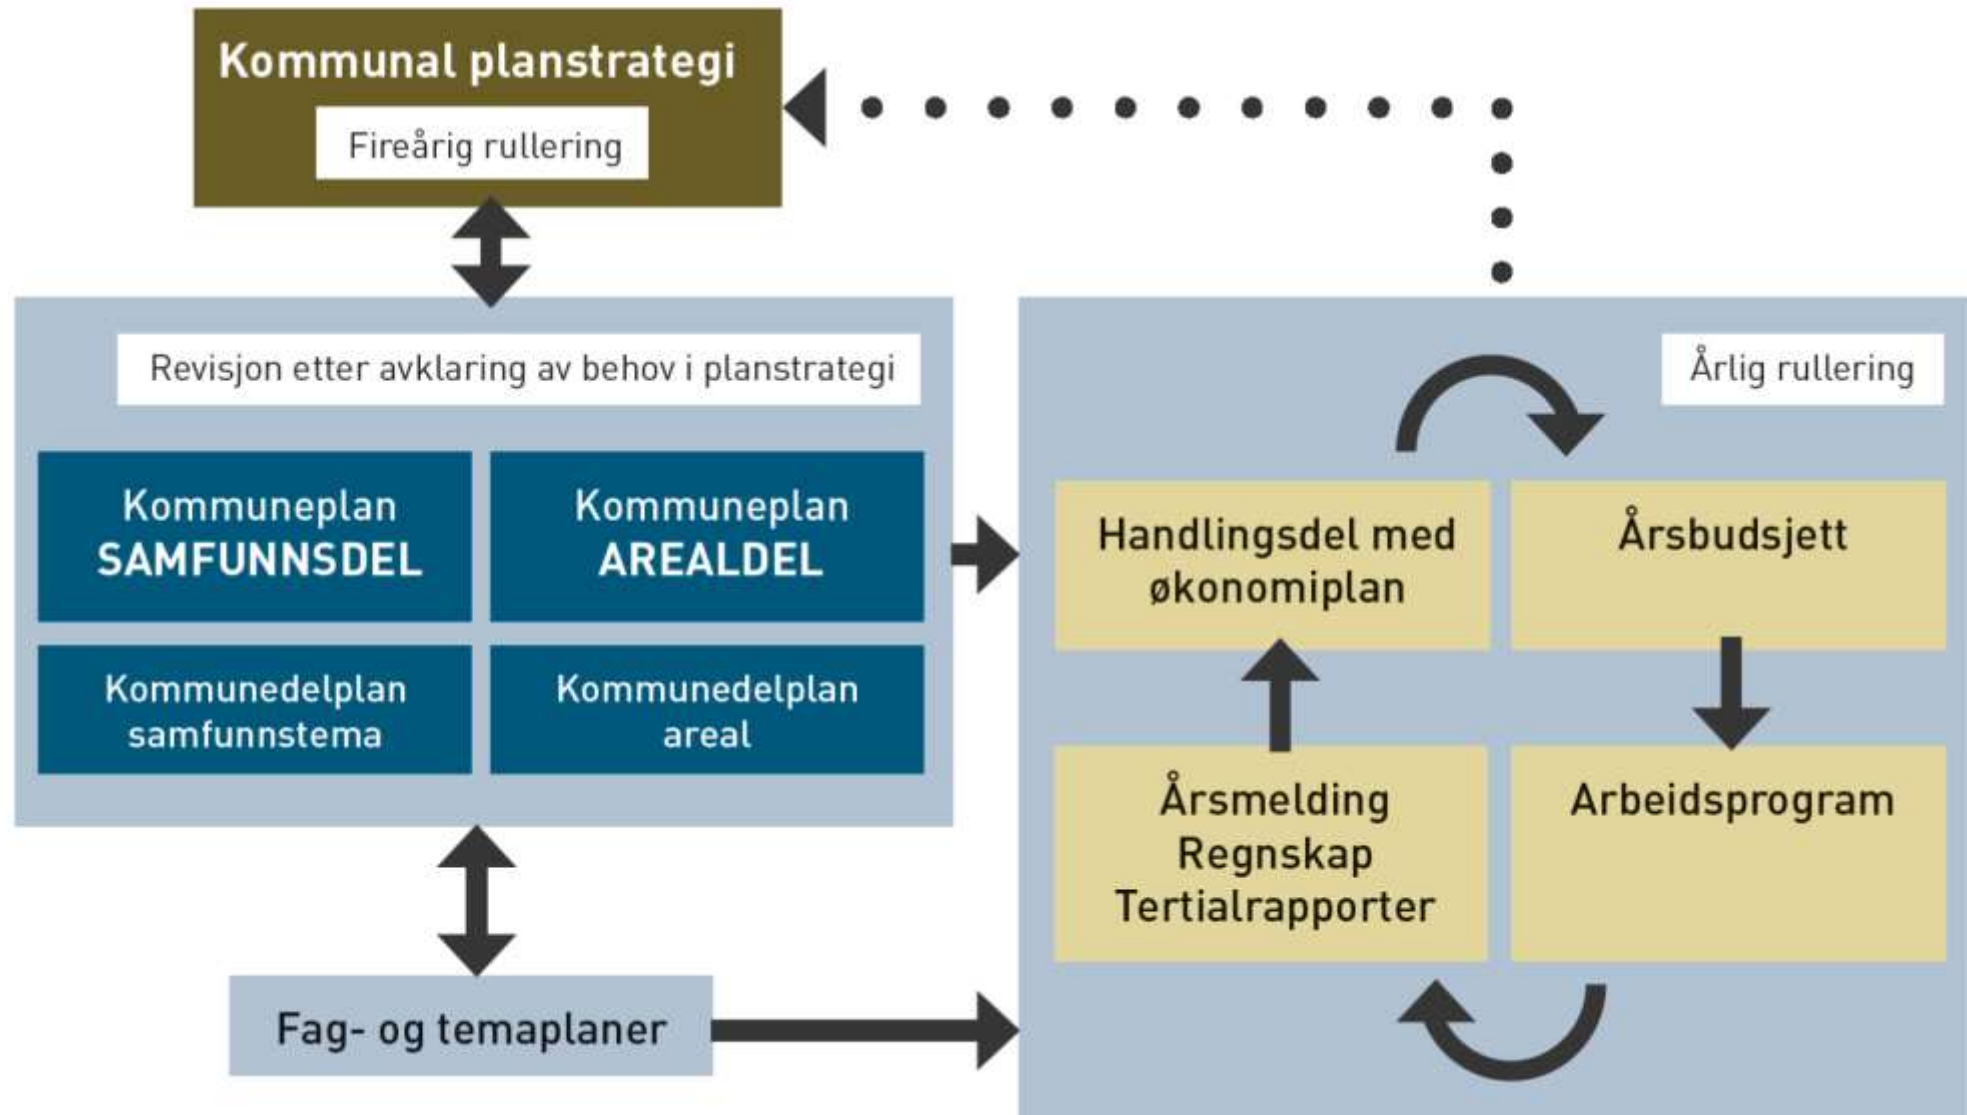 Kommunal planstrategi
Fireårig rullering
Revisjon etter avklaring av behov i planstrategi
Kommuneplan
SAMFUNNSDEL
Kommuneplan
AREALDEL
Kommunedelplan
samfunnstema
Kommunedelplan
areal
Fag- og temaplaner
Årlig rullering
Handlingsdel med
økonomiplan
Årsbudsjett
Årsmelding
Regnskap
Tertialrapporter
Arbeidsprogram